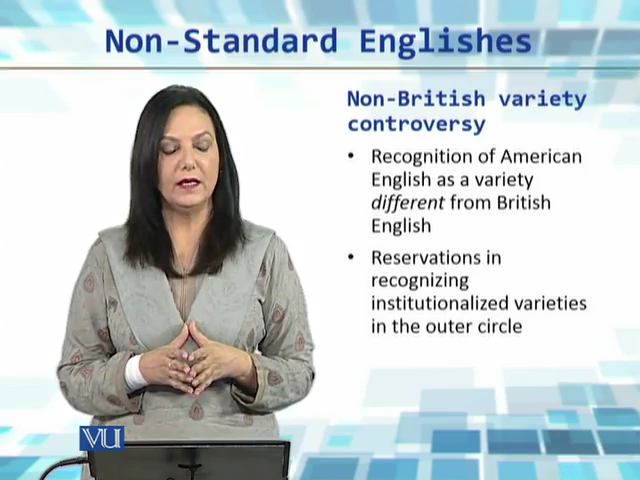 Non-Standard Englishes
Non-British variety
controversy
• Recognition of American
English as a variety
different from British
English
• Reservations in
recognizing
institutionalized varieties
in the outer circle
VU